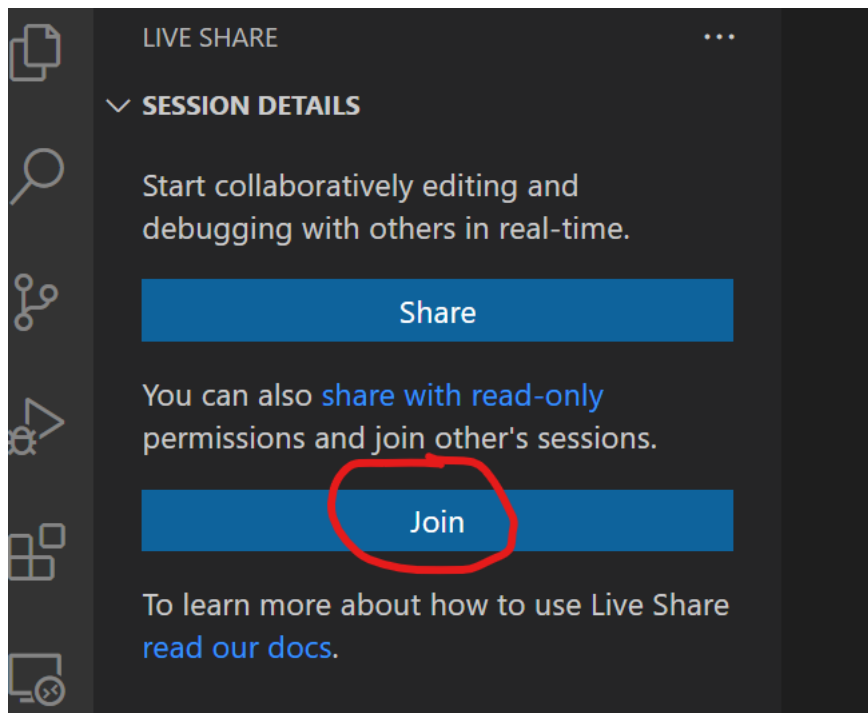 LIVE SHARE
SESSION DETAILS
Start collaboratively editing and
debugging with others in real-time.
Share
You can also share with read-only
permissions and join other's sessions.
Join
To learn more about how to use Live Share
read our docs.